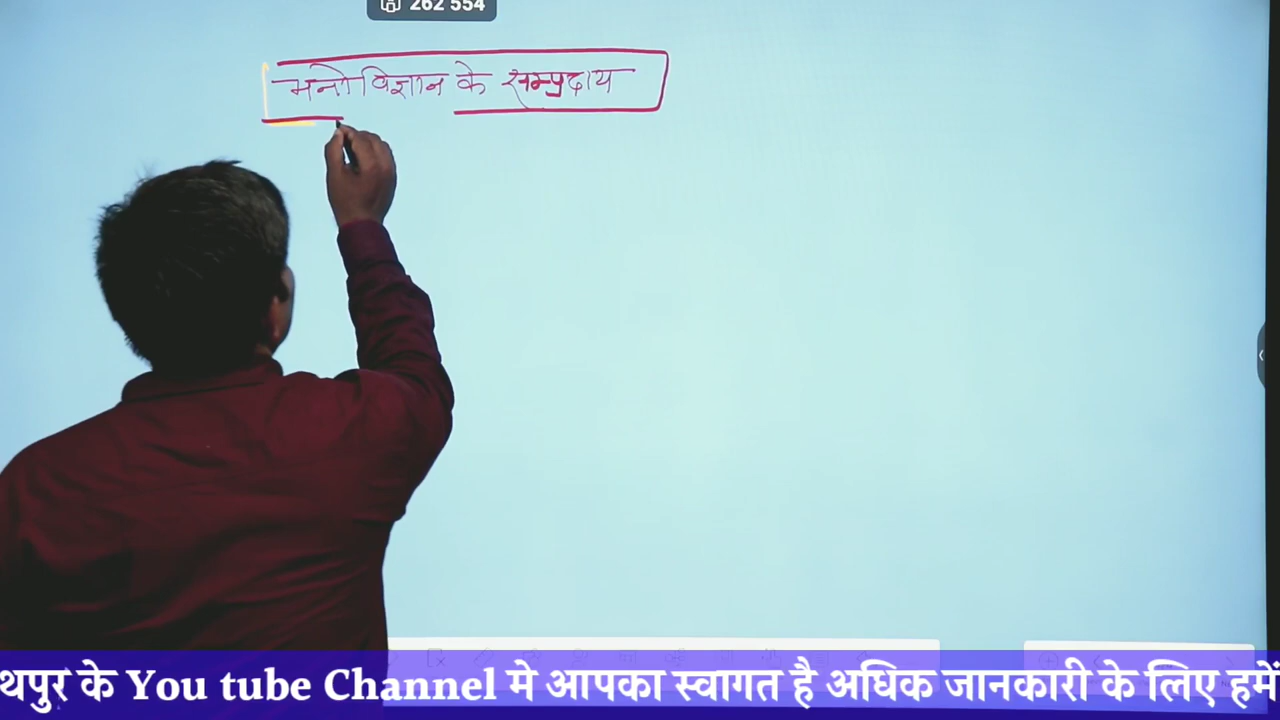 262 554
मनोविज्ञान के सम्प्रदाय
थपुर के You tube Channel मे आपका स्वागत है अधिक जानकारी के लिए हमें